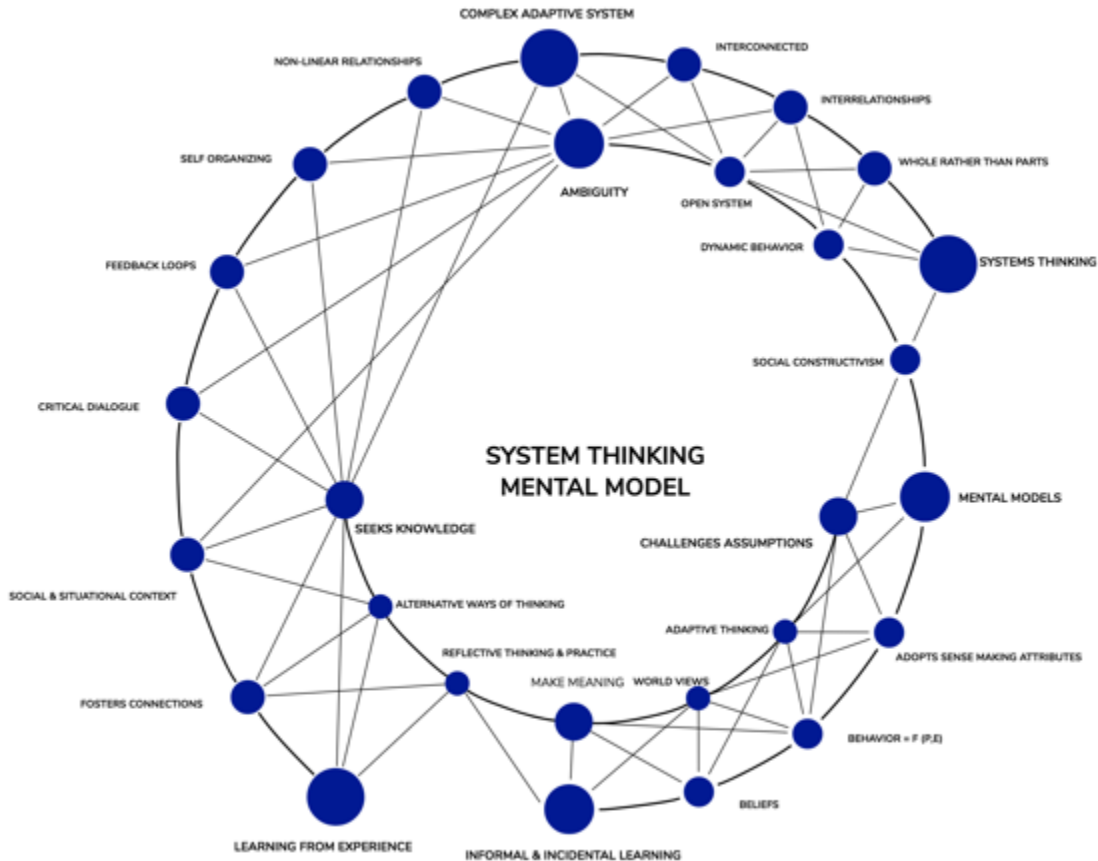 COMPLEX ADAPTIVE SYSTEM
INTERCONNECTED
NON-LINEAR RELATIONSHIPS
INTERRELATIONSHIPS
SELF ORGANIZING
WHOLE RATHER THAN PARTS
AMBIGUITY
OPEN SYSTEM
DYNAMIC BEHAVIOR
FEEDBACK LOOPS
SYSTEMS THINKING
SOCIAL CONSTRUCTIVISM
CRITICAL DIALOGUE
SYSTEM THINKING
MENTAL MODEL
MENTAL MODELS
SEEKS KNOWLEDGE
CHALLENGES ASSUMPTIONS
SOCIAL & SITUATIONAL CONTEXT
ALTERNATIVE WAYS OF THINKING
ADAPTIVE THINKING
REFLECTIVE THINKING & PRACTICE
ADOPTS SENSE MAKING ATTRIBUTES
MAKE MEANING
WORLD VIEWS
FOSTERS CONNECTIONS
BEHAVIOR = F (P,E)
BELIEFS
LEARNING FROM EXPERIENCE
INFORMAL & INCIDENTAL LEARNING